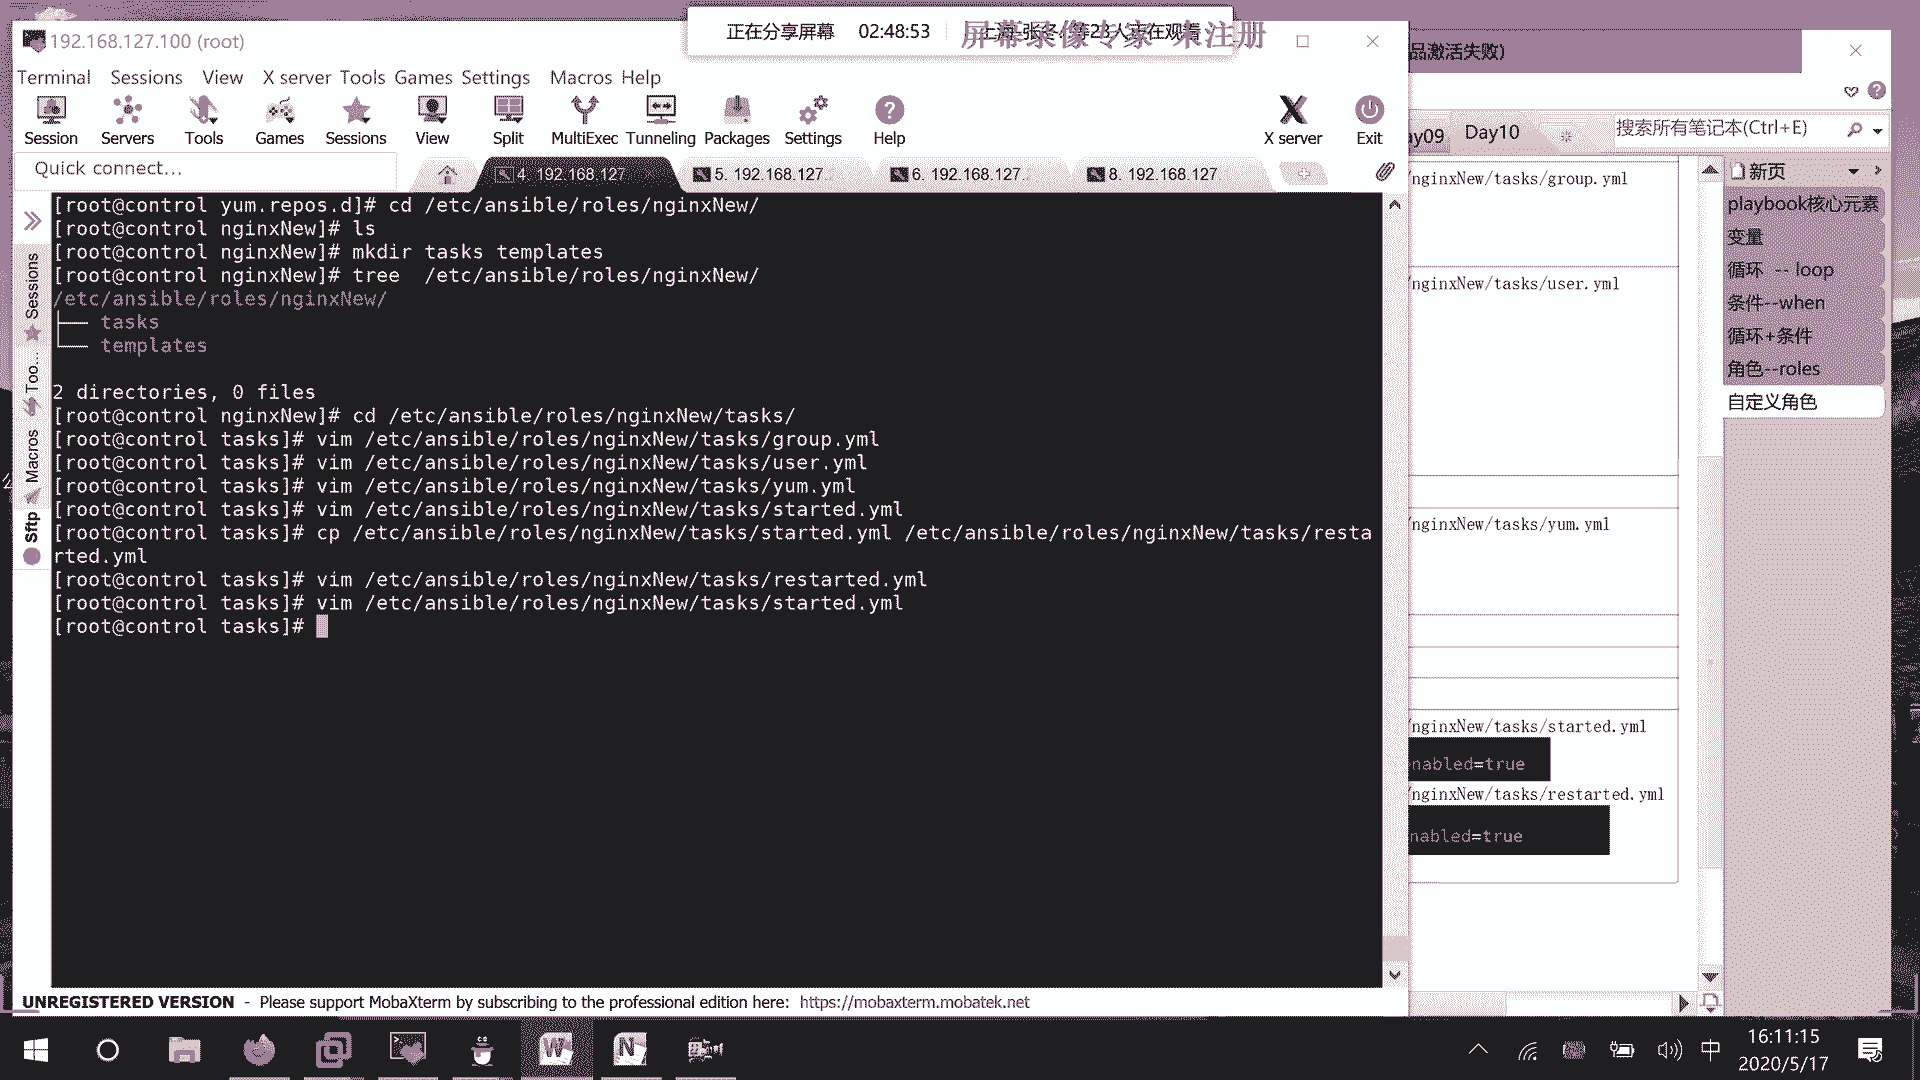 192.168.127.100 (root)
正在分享屏幕 02:48:53
屏幕录像专家 未注册
品激活失败)
Terminal Sessions View X server Tools Games Settings Macros Help
Session Servers Tools Games Sessions View Split MultiExec Tunneling Packages Settings Help X server Exit
ay09 Day10 搜索所有笔记本(Ctrl+E)
Quick connect...
4. 192.168.127 5. 192.168.127. 6. 192.168.127. 8. 192.168.127.
Sessions
Too...
Macros
Sftp
[root@control yum.repos.d]# cd /etc/ansible/roles/nginxNew/
[root@control nginxNew]# ls
[root@control nginxNew]# mkdir tasks templates
[root@control nginxNew]# tree  /etc/ansible/roles/nginxNew/
/etc/ansible/roles/nginxNew/
├── tasks
└── templates
2 directories, 0 files
[root@control nginxNew]# cd /etc/ansible/roles/nginxNew/tasks/
[root@control tasks]# vim /etc/ansible/roles/nginxNew/tasks/group.yml
[root@control tasks]# vim /etc/ansible/roles/nginxNew/tasks/user.yml
[root@control tasks]# vim /etc/ansible/roles/nginxNew/tasks/yum.yml
[root@control tasks]# vim /etc/ansible/roles/nginxNew/tasks/started.yml
[root@control tasks]# cp /etc/ansible/roles/nginxNew/tasks/started.yml /etc/ansible/roles/nginxNew/tasks/resta
rted.yml
[root@control tasks]# vim /etc/ansible/roles/nginxNew/tasks/restarted.yml
[root@control tasks]# vim /etc/ansible/roles/nginxNew/tasks/started.yml
[root@control tasks]#
/nginxNew/tasks/group.yml
/nginxNew/tasks/user.yml
/nginxNew/tasks/yum.yml
/nginxNew/tasks/started.yml
enabled=true
/nginxNew/tasks/restarted.yml
nabled=true
新页
playbook核心元素
变量
循环 -- loop
条件--when
循环+条件
角色--roles
自定义角色
UNREGISTERED VERSION - Please support MobaXterm by subscribing to the professional edition here: https://mobaxterm.mobatek.net
中
16:11:15
2020/5/17